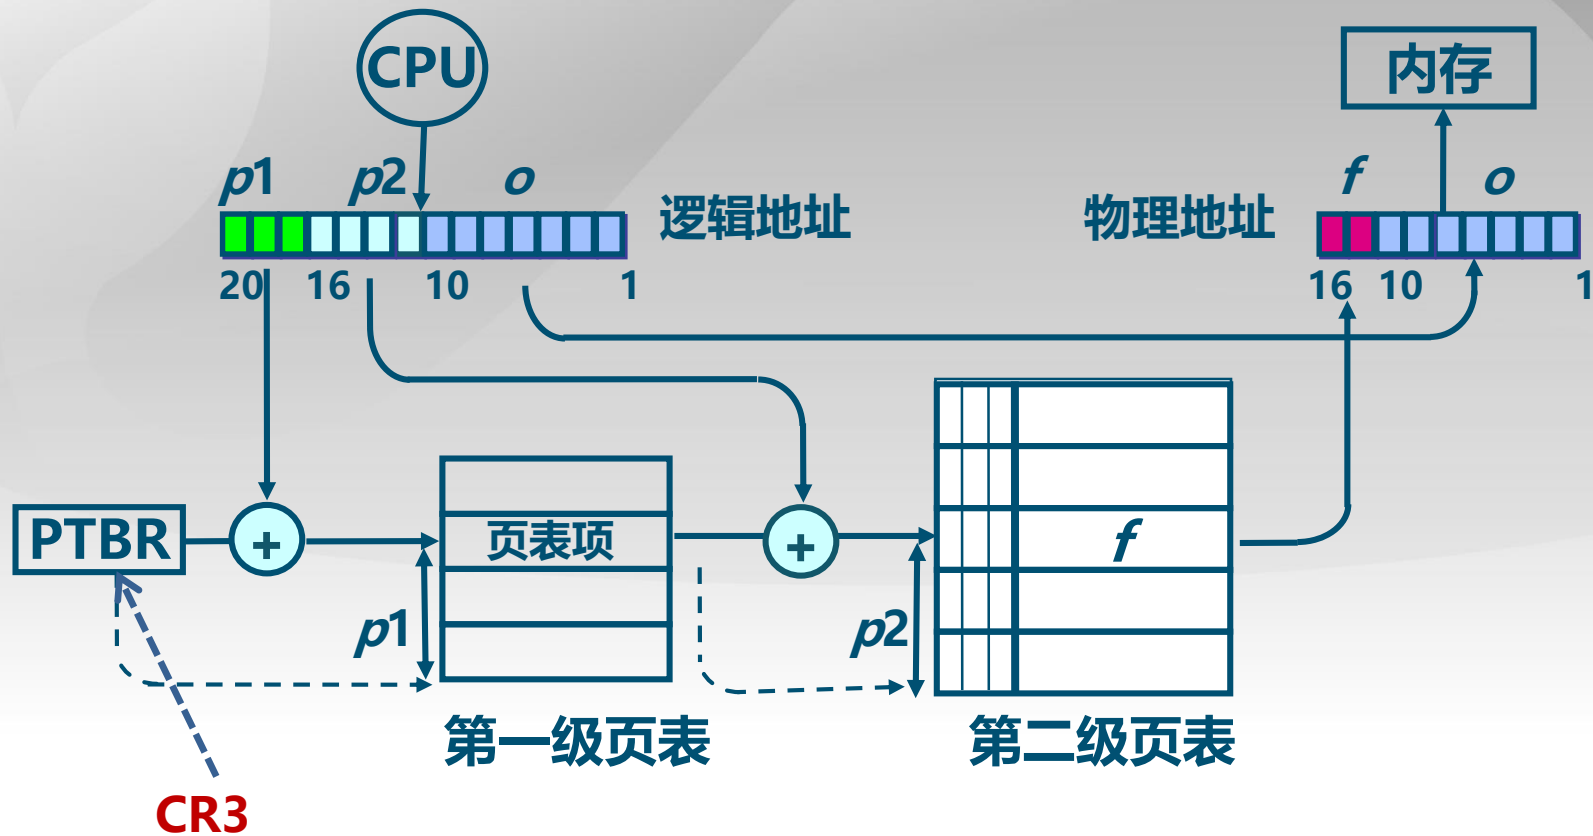 CPU
内存
p1 p2 o
f o
逻辑地址
物理地址
20 16 10 1
16 10 1
PTBR
+
页表项
+
f
p1
p2
第一级页表
第二级页表
CR3